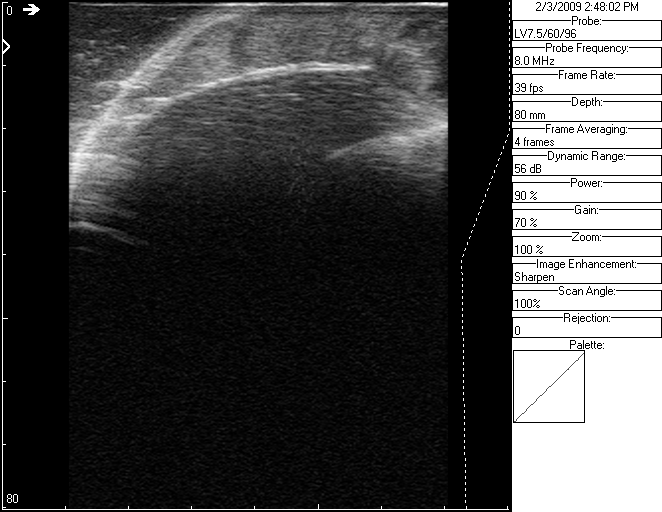 0
80
2/3/2009 2:48:02 PM
Probe:
LV7.5/60/96
Probe Frequency:
8.0 MHz
Frame Rate:
39 fps
Depth:
80 mm
Frame Averaging:
4 frames
Dynamic Range:
56 dB
Power:
90 %
Gain:
70 %
Zoom:
100 %
Image Enhancement:
Sharpen
Scan Angle:
100%
Rejection:
0
Palette: